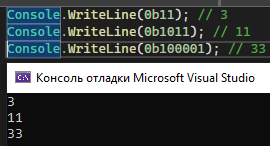 Console.WriteLine(0b11); // 3
Console.WriteLine(0b1011); // 11
Console.WriteLine(0b100001); // 33
Консоль отладки Microsoft Visual Studio
3
11
33